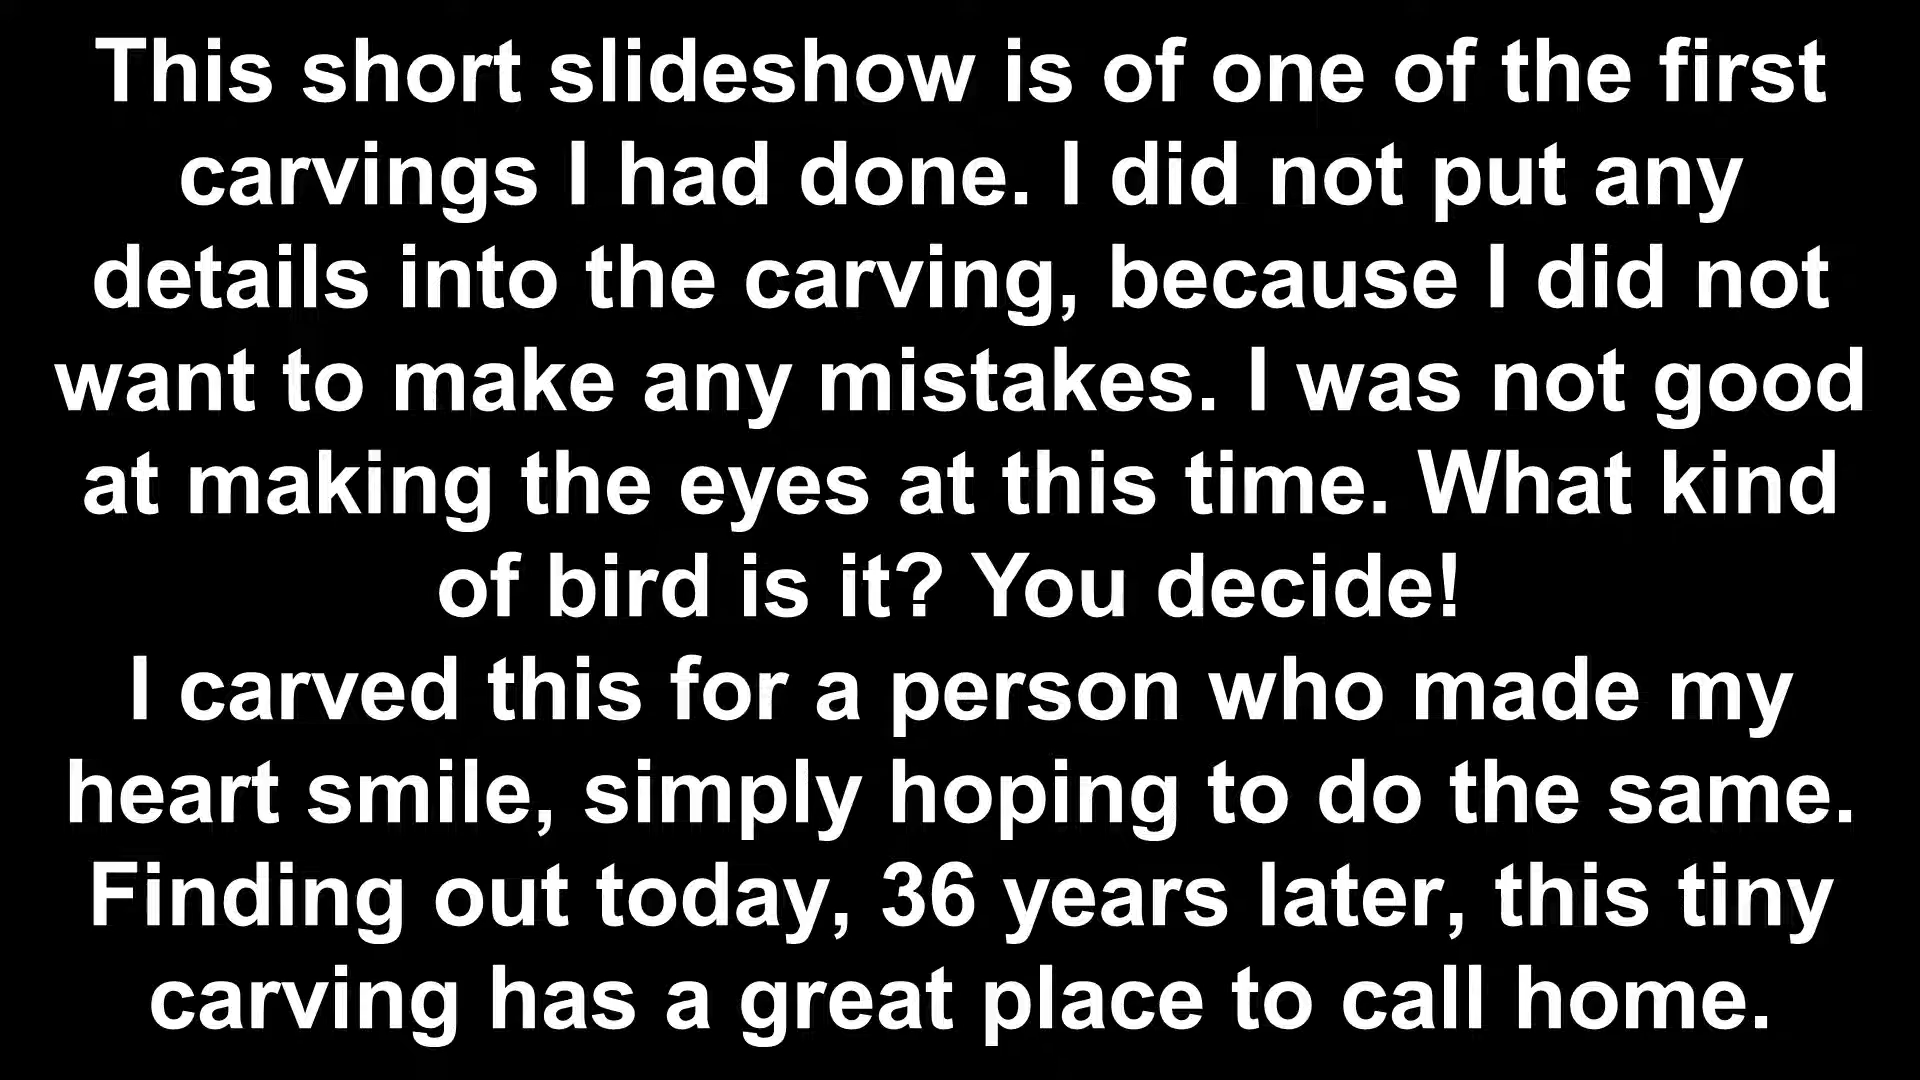 This short slideshow is of one of the first
carvings I had done. I did not put any
details into the carving, because I did not
want to make any mistakes. I was not good
at making the eyes at this time. What kind
of bird is it? You decide!
I carved this for a person who made my
heart smile, simply hoping to do the same.
Finding out today, 36 years later, this tiny
carving has a great place to call home.